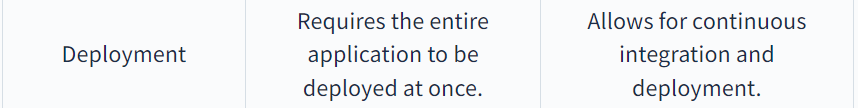 Deployment
Requires the entire
application to be
deployed at once.
Allows for continuous
integration and
deployment.